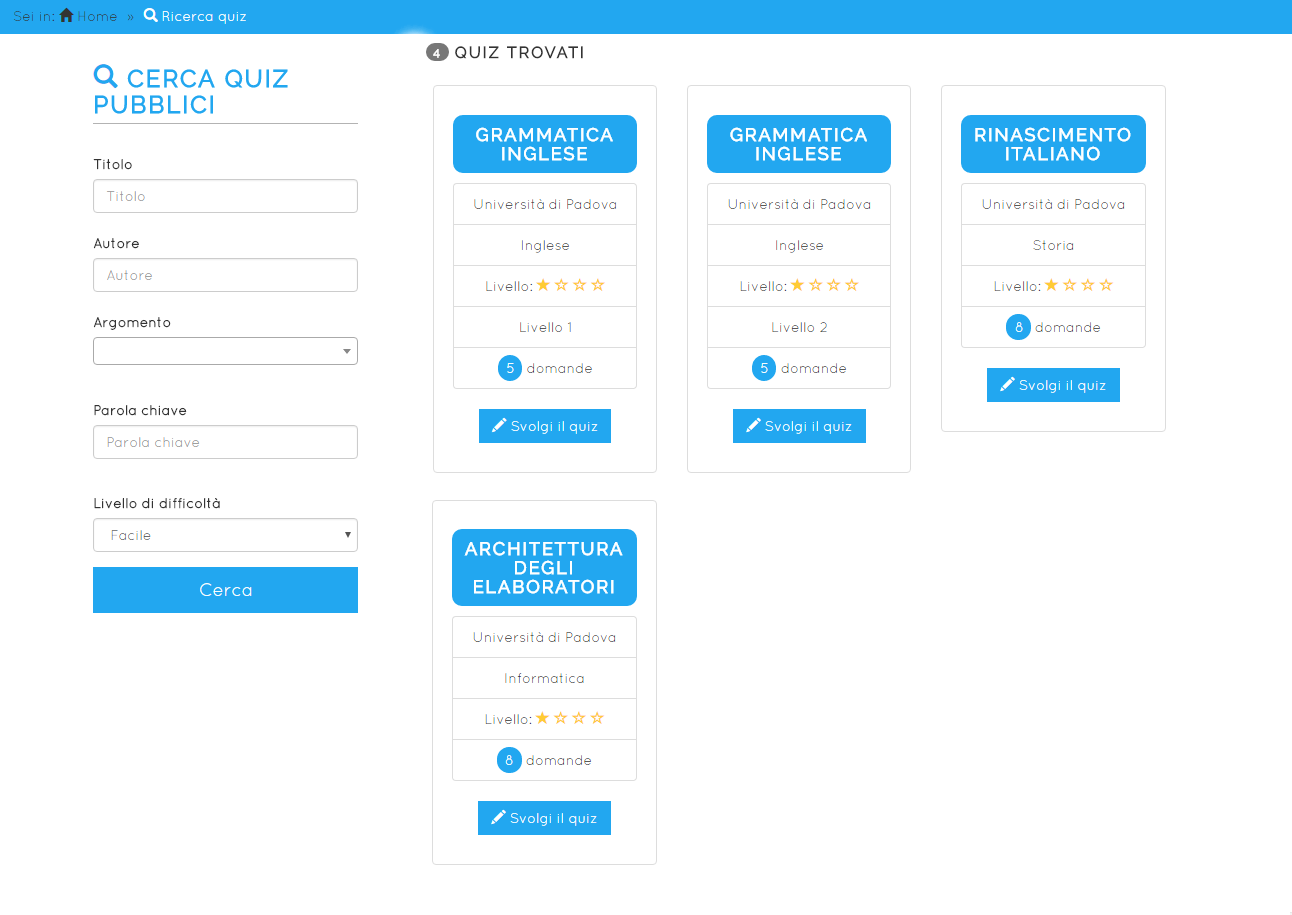 Sei in: Home » Ricerca quiz
CERCA QUIZ
PUBBLICI
Titolo
Titolo
Autore
Autore
Argomento
Parola chiave
Parola chiave
Livello di difficoltà
Facile
Cerca
4 QUIZ TROVATI
GRAMMATICA
INGLESE
Università di Padova
Inglese
Livello:
Livello 1
5 domande
Svolgi il quiz
GRAMMATICA
INGLESE
Università di Padova
Inglese
Livello:
Livello 2
5 domande
Svolgi il quiz
RINASCIMENTO
ITALIANO
Università di Padova
Storia
Livello:
8 domande
Svolgi il quiz
ARCHITETTURA
DEGLI
ELABORATORI
Università di Padova
Informatica
Livello:
8 domande
Svolgi il quiz